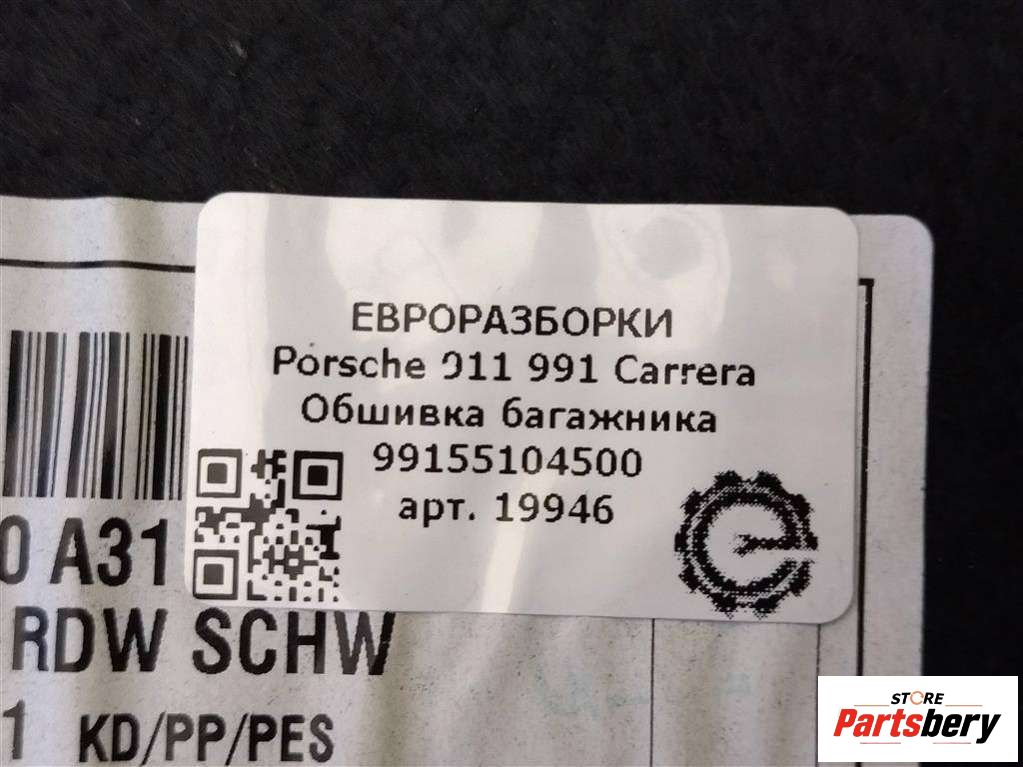 ЕВРОРАЗБОРКИ
Porsche 911 991 Carrera
Обшивка багажника
99155104500
арт. 19946
0 A31
RDW SCHW
1 KD/PP/PES
STORE
Partsbery